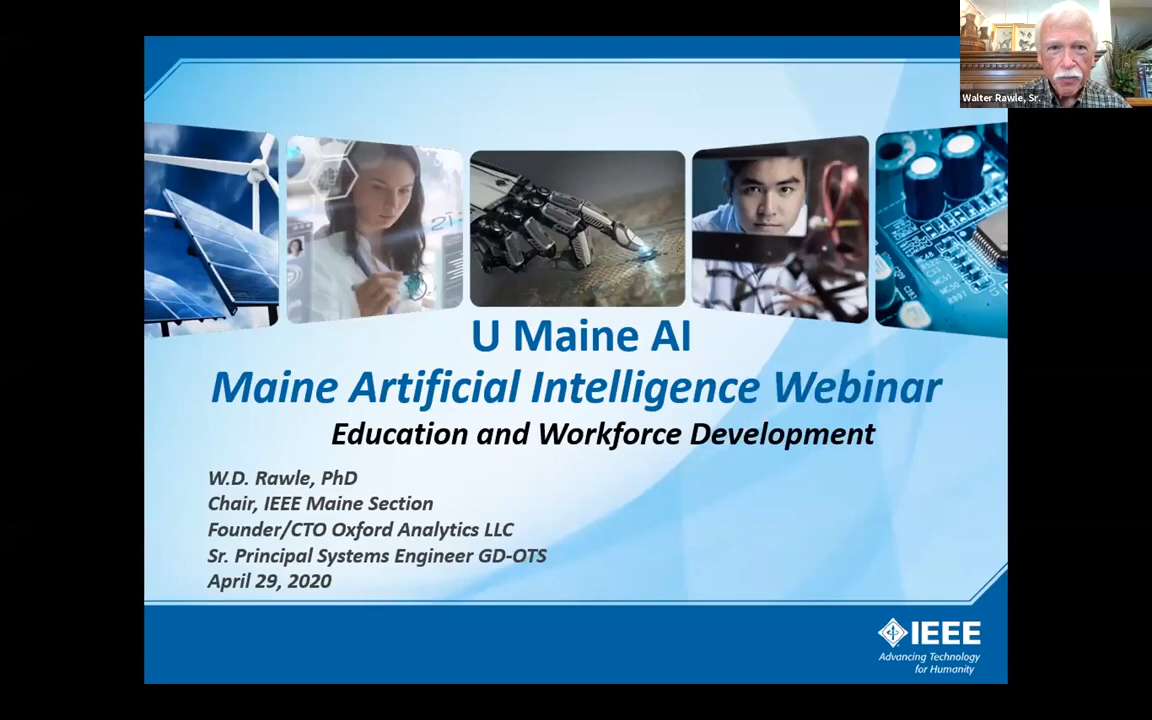 Walter Rawle, Sr.
U Maine AI
Maine Artificial Intelligence Webinar
Education and Workforce Development
W.D. Rawle, PhD
Chair, IEEE Maine Section
Founder/CTO Oxford Analytics LLC
Sr. Principal Systems Engineer GD-OTS
April 29, 2020
IEEE
Advancing Technology
for Humanity